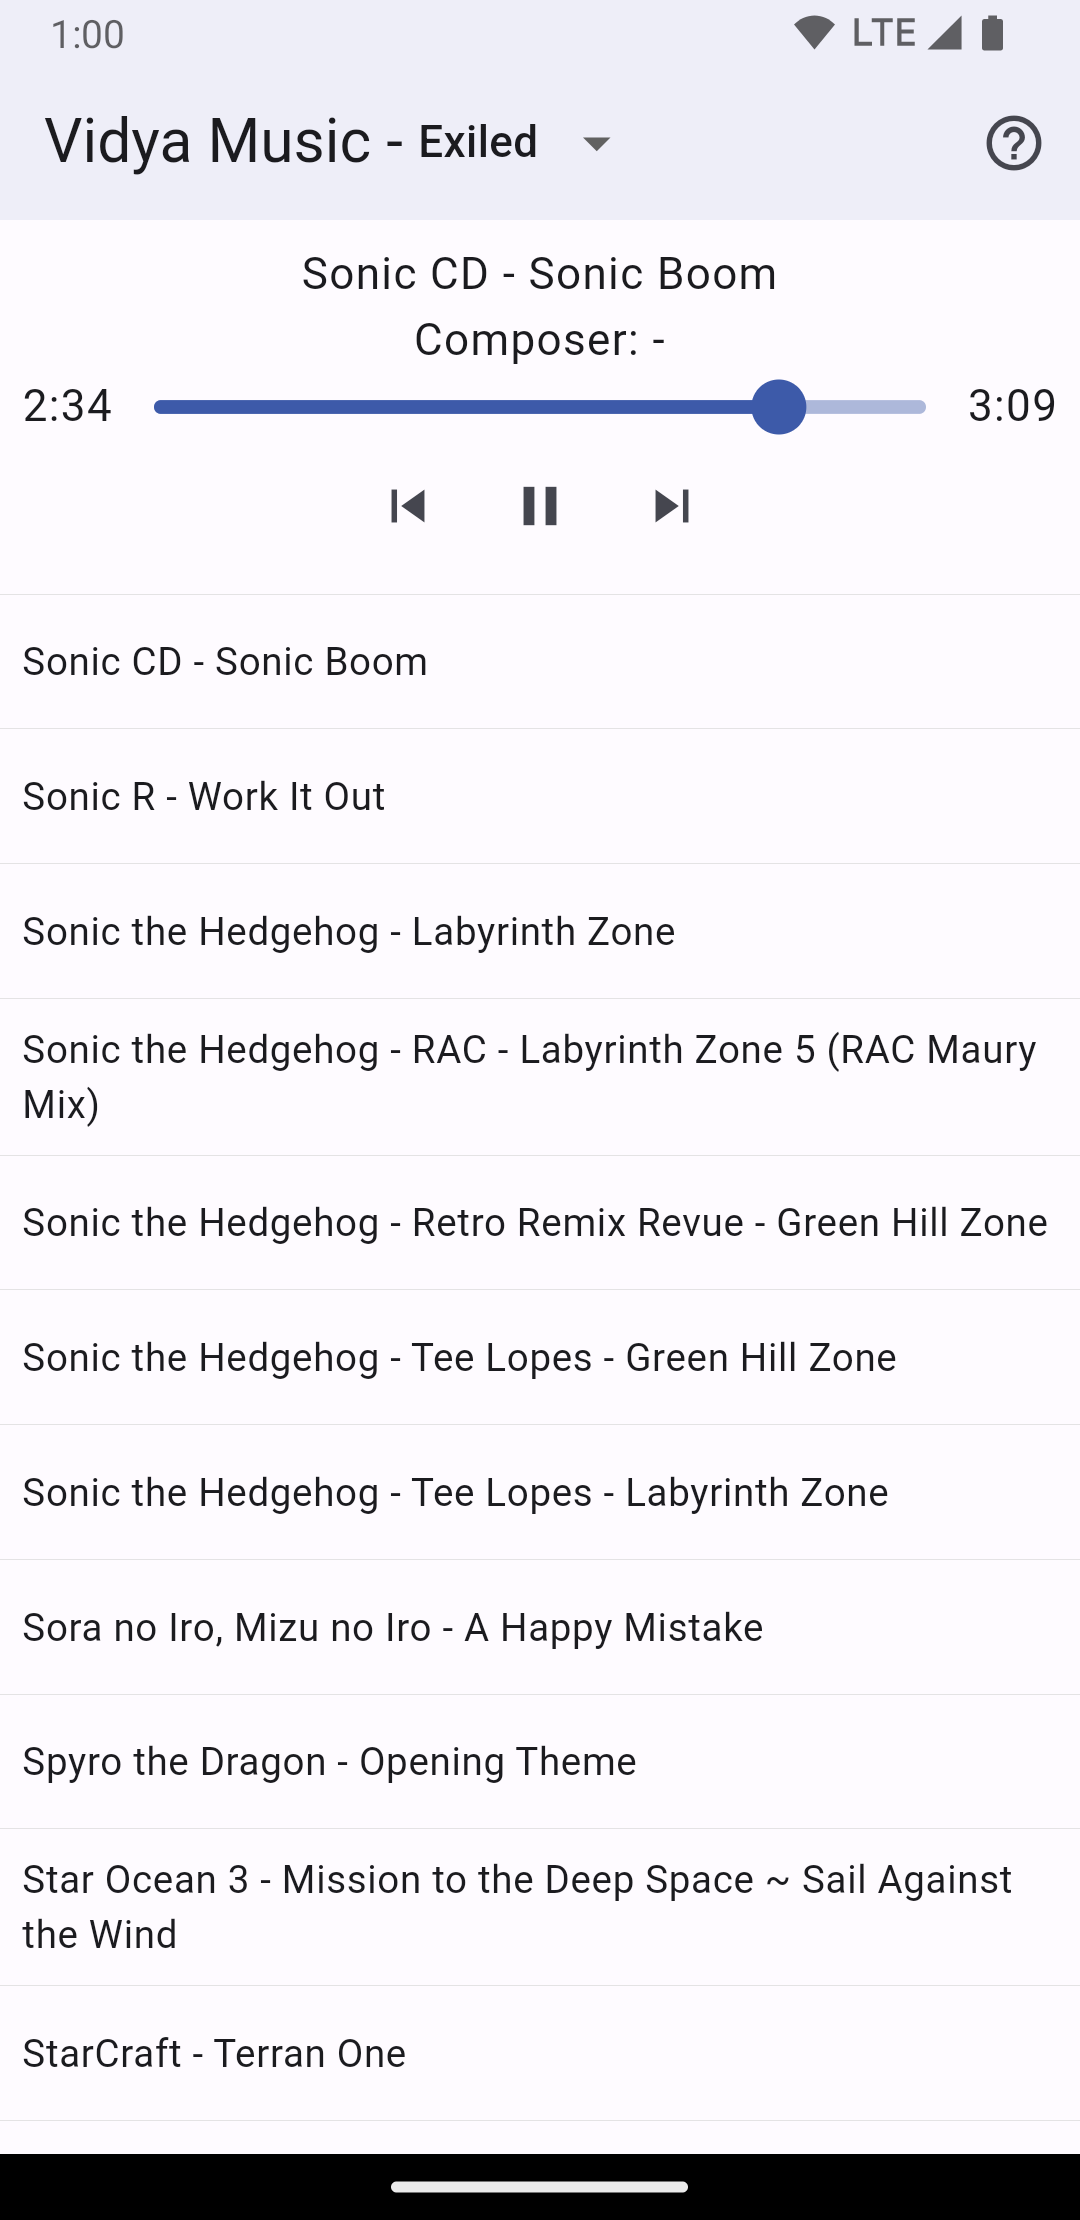 1:00
LTE
Vidya Music - Exiled
Sonic CD - Sonic Boom
Composer: -
2:34
3:09
Sonic CD - Sonic Boom
Sonic R - Work It Out
Sonic the Hedgehog - Labyrinth Zone
Sonic the Hedgehog - RAC - Labyrinth Zone 5 (RAC Maury
Mix)
Sonic the Hedgehog - Retro Remix Revue - Green Hill Zone
Sonic the Hedgehog - Tee Lopes - Green Hill Zone
Sonic the Hedgehog - Tee Lopes - Labyrinth Zone
Sora no Iro, Mizu no Iro - A Happy Mistake
Spyro the Dragon - Opening Theme
Star Ocean 3 - Mission to the Deep Space ~ Sail Against
the Wind
StarCraft - Terran One